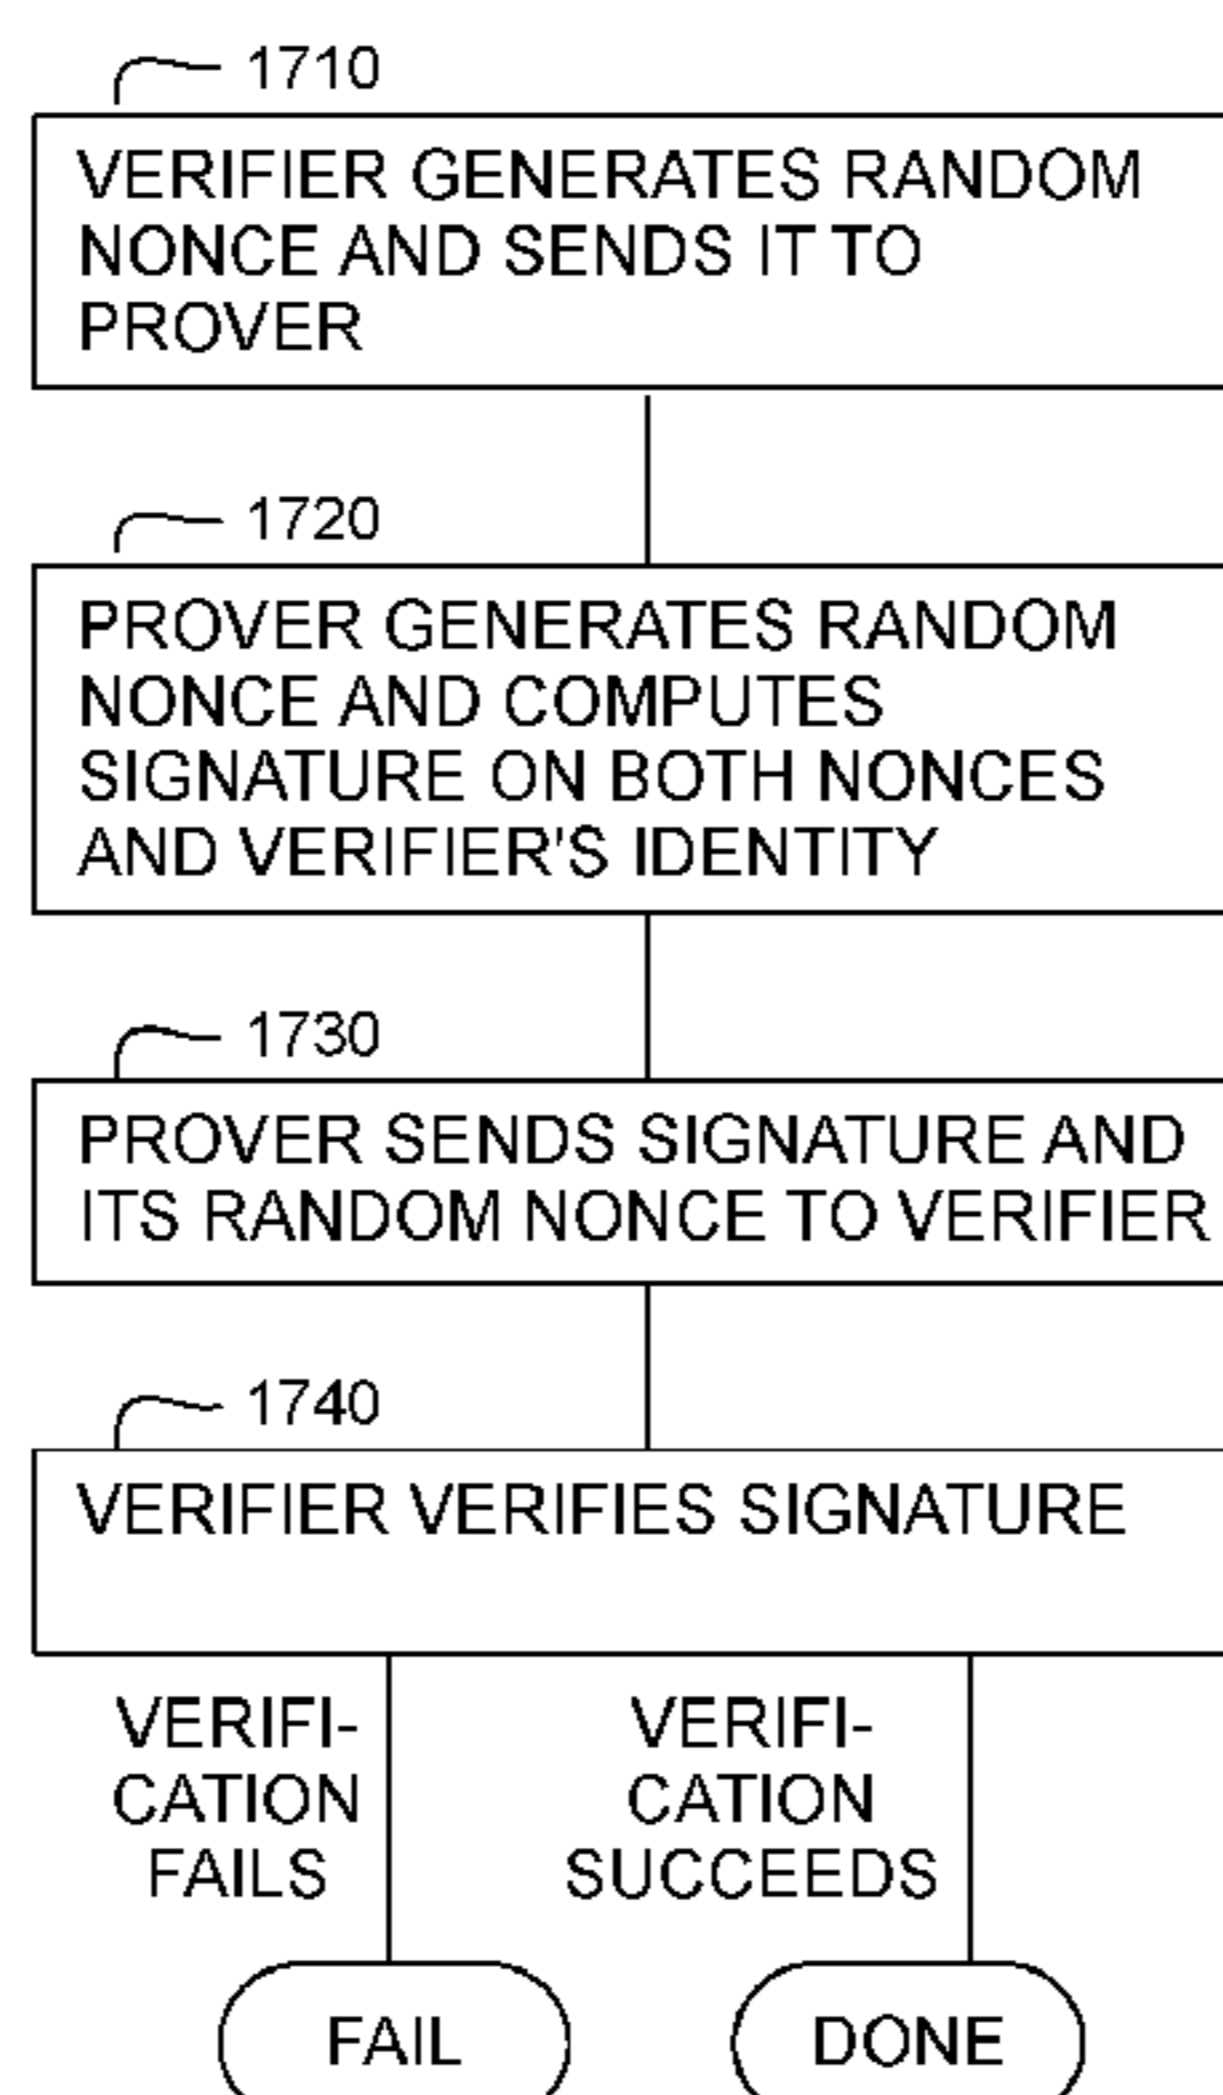 1710
VERIFIER GENERATES RANDOM
NONCE AND SENDS IT TO
PROVER
1720
PROVER GENERATES RANDOM
NONCE AND COMPUTES
SIGNATURE ON BOTH NONCES
AND VERIFIER'S IDENTITY
1730
PROVER SENDS SIGNATURE AND
ITS RANDOM NONCE TO VERIFIER
1740
VERIFIER VERIFIES SIGNATURE
VERIFI-
CATION
FAILS
VERIFI-
CATION
SUCCEEDS
FAIL
DONE